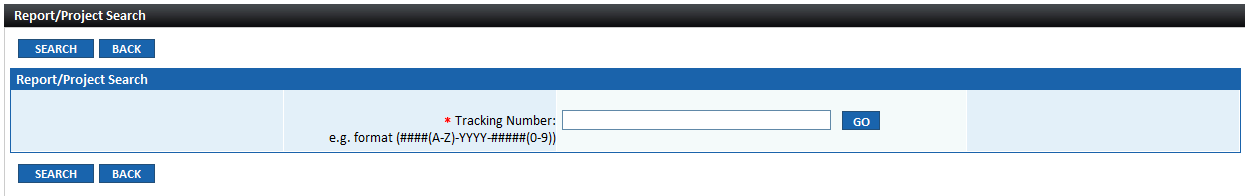 Report/Project Search
SEARCH BACK
Report/Project Search
* Tracking Number: GO
e.g. format (####(A-Z)-YYYY-#####(0-9))
SEARCH BACK